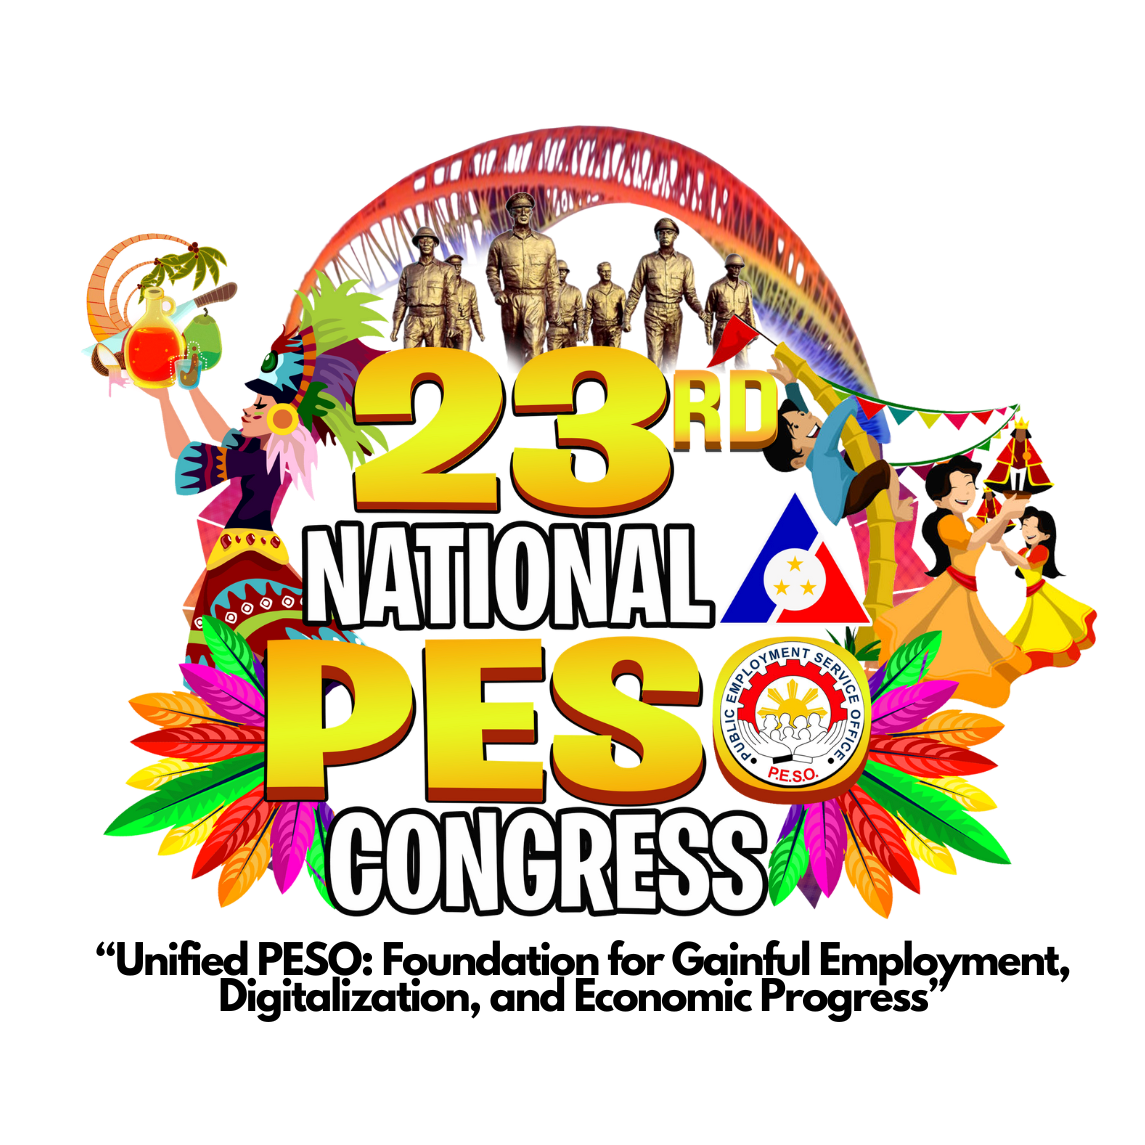 23RD
NATIONAL
PESO
PUBLIC EMPLOYMENT SERVICE OFFICE
P.E.S.O.
CONGRESS
“Unified PESO: Foundation for Gainful Employment,
Digitalization, and Economic Progress”